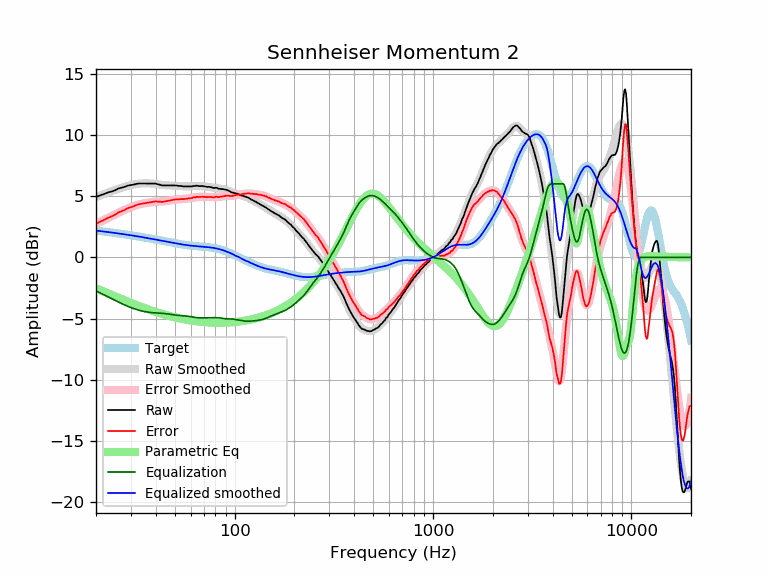 Sennheiser Momentum 2
15
10
5
0
−5
−10
−15
−20
Amplitude (dBr)
Target
Raw Smoothed
Error Smoothed
Raw
Error
Parametric Eq
Equalization
Equalized smoothed
100
1000
10000
Frequency (Hz)